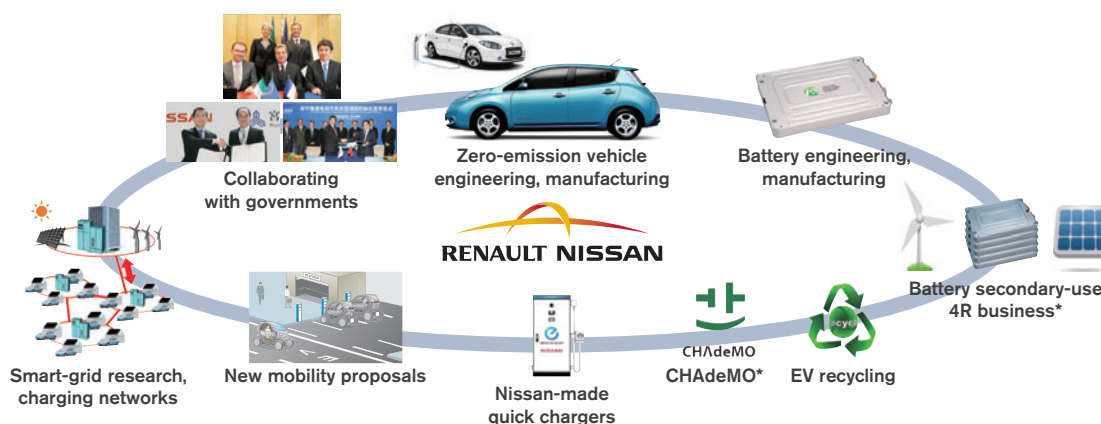 Collaborating
with governments
Zero-emission vehicle
engineering, manufacturing
Battery engineering,
manufacturing
RENAULT NISSAN
Battery secondary-use
4R business*
Smart-grid research,
charging networks
New mobility proposals
Nissan-made
quick chargers
CHAdeMO
CHAdeMO*
EV recycling